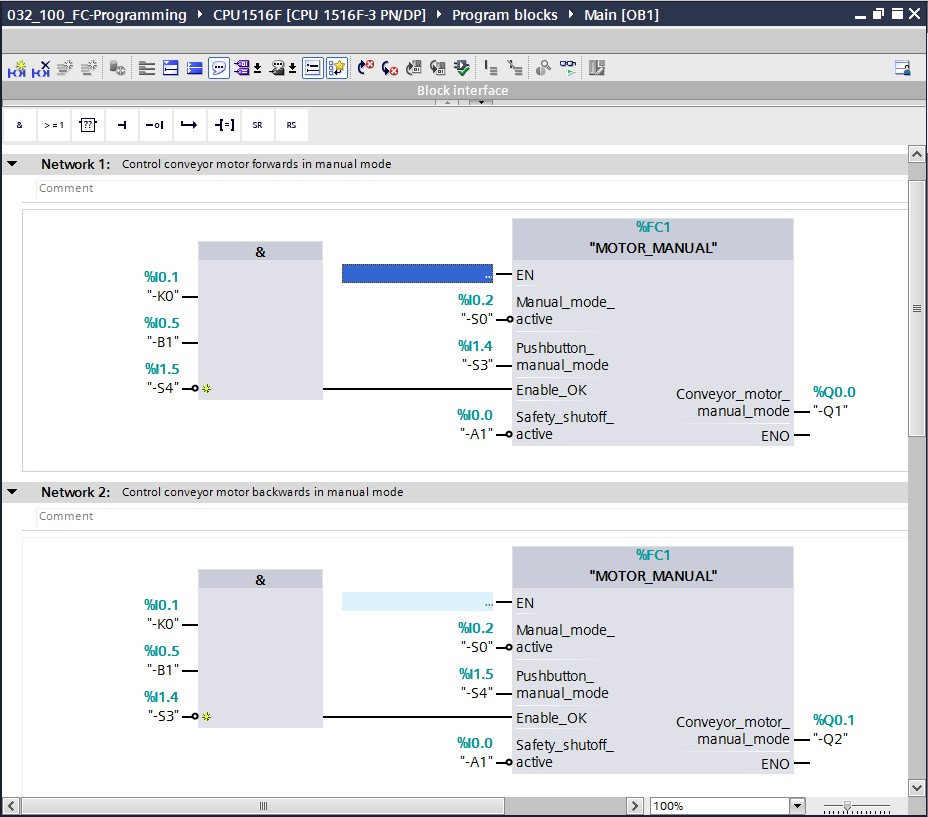 032_100_FC-Programming ▸ CPU1516F [CPU 1516F-3 PN/DP] ▸ Program blocks ▸ Main [OB1]
Block interface
& >=1 ?? SR RS
Network 1: Control conveyor motor forwards in manual mode
Comment
%FC1
"MOTOR_MANUAL"
&
... EN
%I0.1
"-K0"
%I0.5
"-B1"
%I1.5
"-S4"
%I0.2
"-S0"
Manual_mode_
active
%I1.4
"-S3"
Pushbutton_
manual_mode
Enable_OK
%I0.0
"-A1"
Safety_shutoff_
active
Conveyor_motor_
manual_mode
%Q0.0
"-Q1"
ENO
Network 2: Control conveyor motor backwards in manual mode
Comment
%FC1
"MOTOR_MANUAL"
&
... EN
%I0.1
"-K0"
%I0.5
"-B1"
%I1.4
"-S3"
%I0.2
"-S0"
Manual_mode_
active
%I1.5
"-S4"
Pushbutton_
manual_mode
Enable_OK
%I0.0
"-A1"
Safety_shutoff_
active
Conveyor_motor_
manual_mode
%Q0.1
"-Q2"
ENO
100%